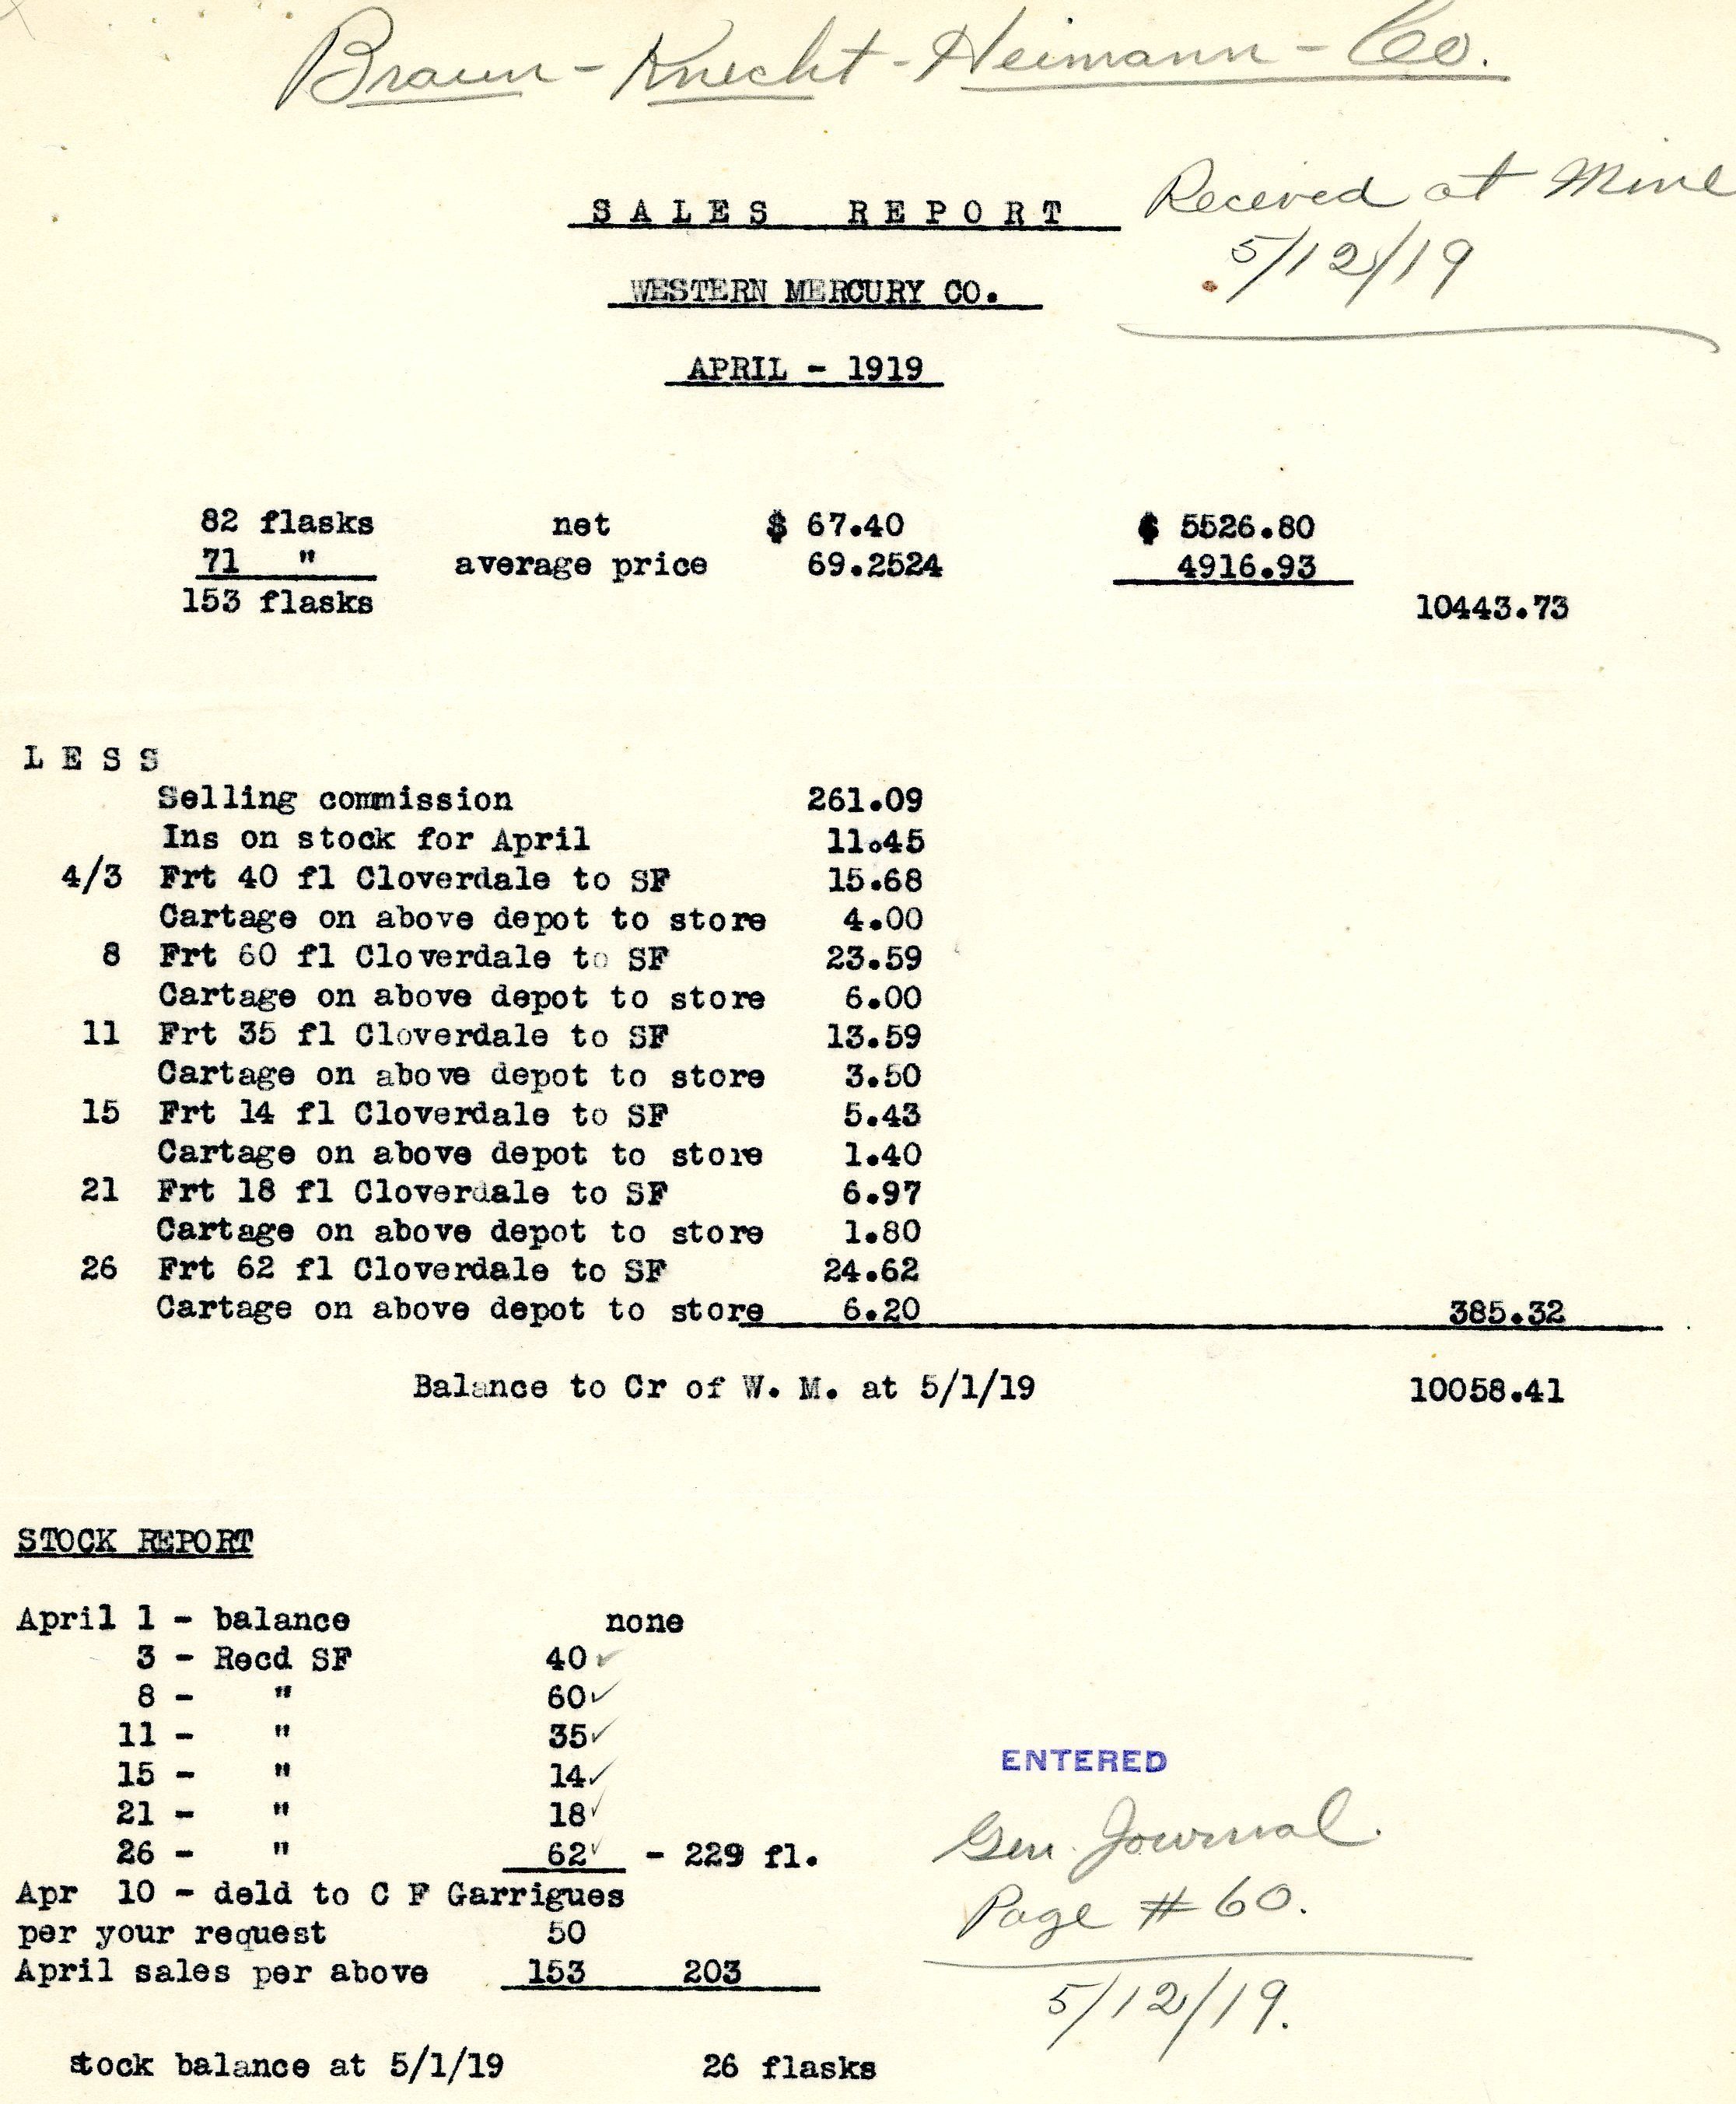 Braun-Knecht-Heimann-Co.
SALES REPORT
Received at Mine
5/12/19
WESTERN MERCURY CO.
APRIL - 1919
82 flasks net $ 67.40 $ 5526.80
71 " average price 69.2524 4916.93
153 flasks 10443.73
LESS
Selling commission 261.09
Ins on stock for April 11.45
4/3 Frt 40 fl Cloverdale to SF 15.68
Cartage on above depot to store 4.00
8 Frt 60 fl Cloverdale to SF 23.59
Cartage on above depot to store 6.00
11 Frt 35 fl Cloverdale to SF 13.59
Cartage on above depot to store 3.50
15 Frt 14 fl Cloverdale to SF 5.43
Cartage on above depot to store 1.40
21 Frt 18 fl Cloverdale to SF 6.97
Cartage on above depot to store 1.80
26 Frt 62 fl Cloverdale to SF 24.62
Cartage on above depot to store 6.20 385.32
Balance to Cr of W. M. at 5/1/19 10058.41
STOCK REPORT
April 1 - balance none
3 - Recd SF 40 ✓
8 - " 60 ✓
11 - " 35 ✓
15 - " 14 ✓
21 - " 18 ✓
26 - " 62 ✓ - 229 fl.
Apr 10 - deld to C F Garrigues
per your request 50
April sales per above 153 203
stock balance at 5/1/19 26 flasks
ENTERED
Gen. Journal.
Page # 60.
5/12/19.